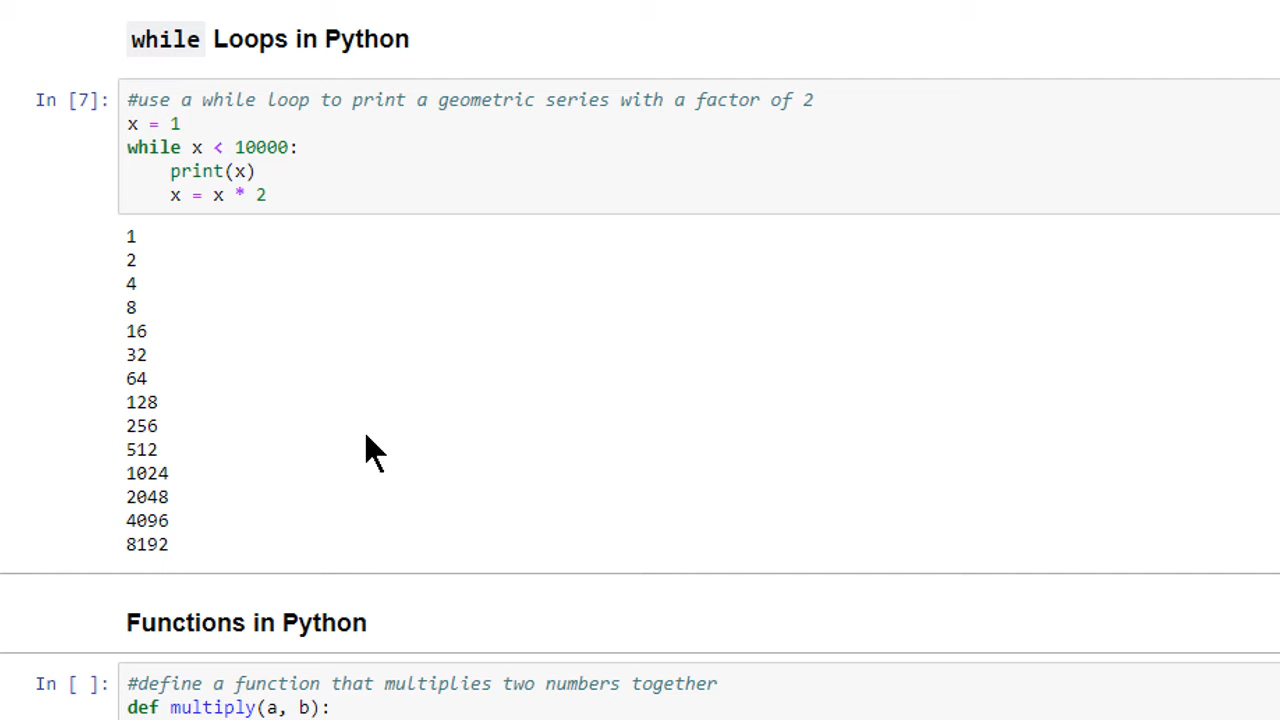 while Loops in Python
In [7]: #use a while loop to print a geometric series with a factor of 2
x = 1
while x < 10000:
    print(x)
    x = x * 2
1
2
4
8
16
32
64
128
256
512
1024
2048
4096
8192
Functions in Python
In [ ]: #define a function that multiplies two numbers together
def multiply(a, b):